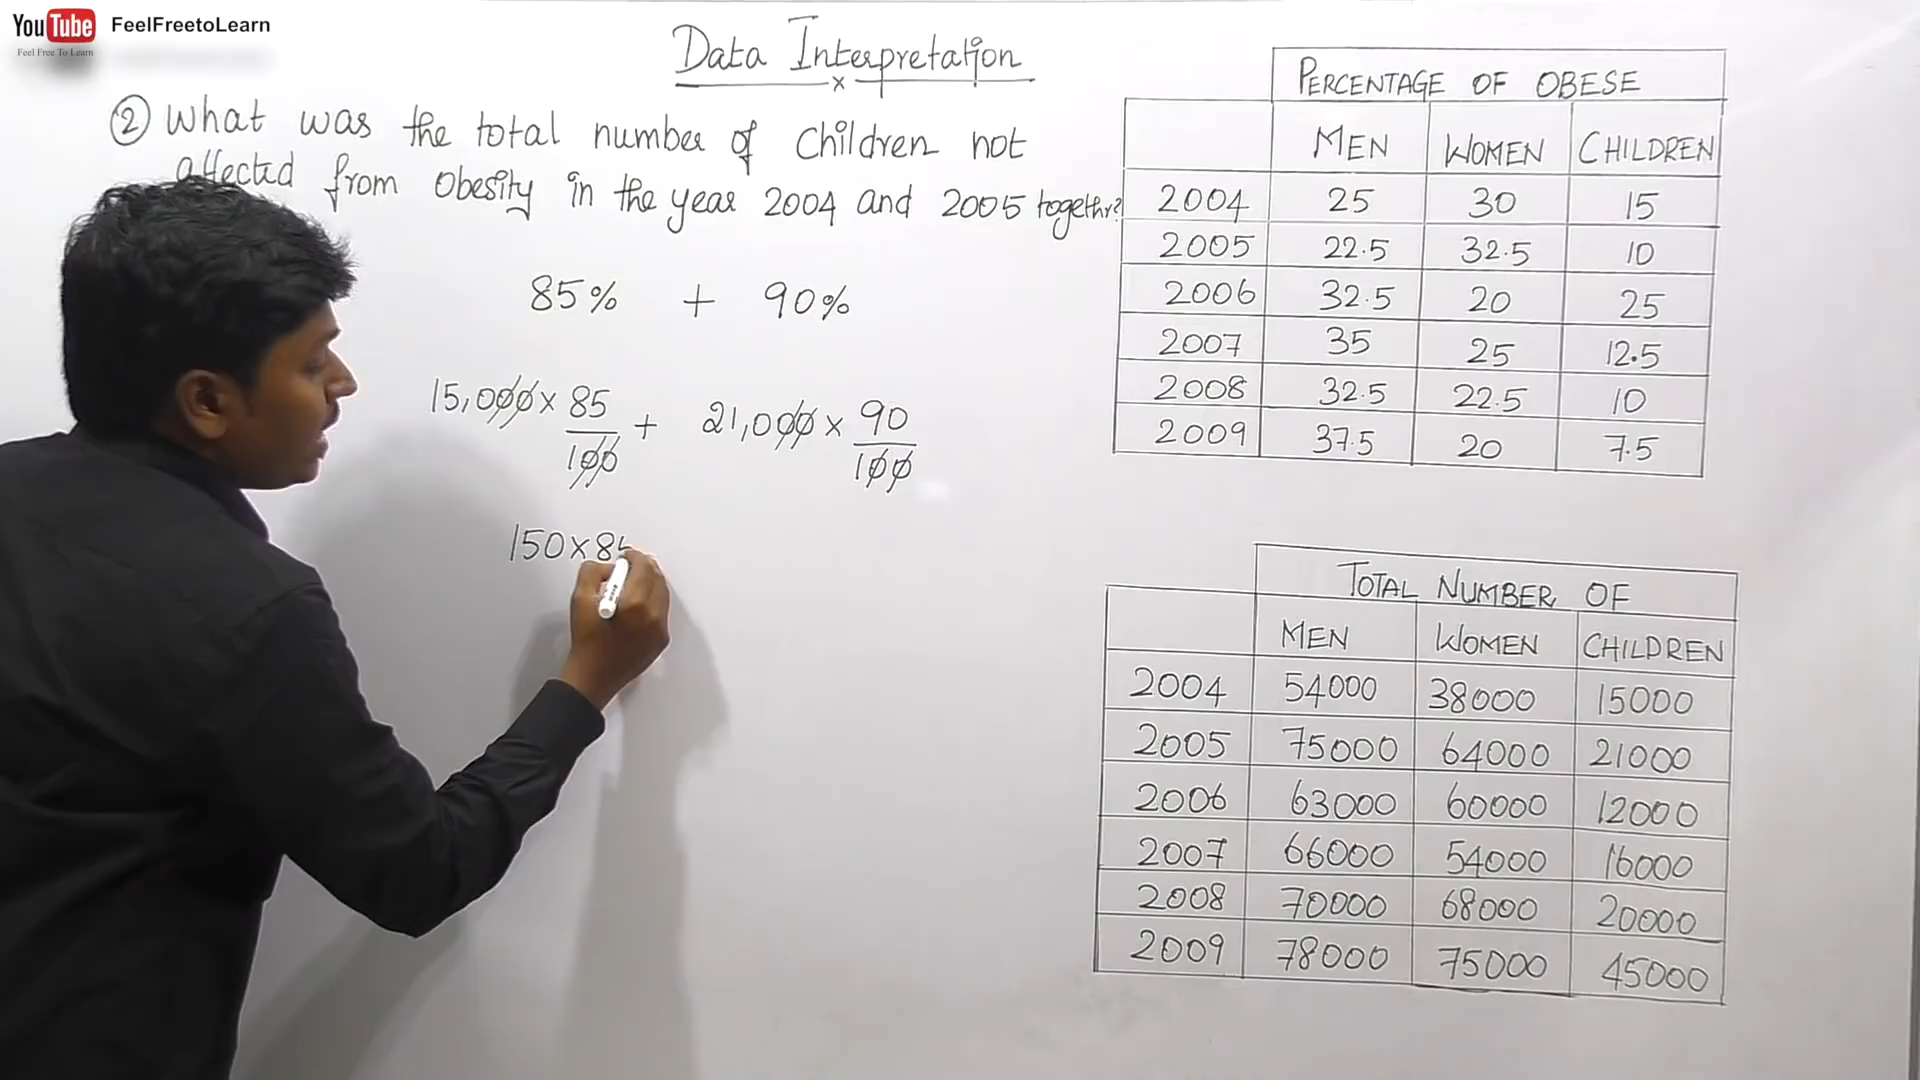 YouTube FeelFreetoLearn
Feel Free To Learn
Data Interpretation
x
② What was the total number of Children not
affected from Obesity in the year 2004 and 2005 togethr?
85% + 90%
15,000 x 85/100 + 21,000 x 90/100
150 x 85
PERCENTAGE OF OBESE
MEN WOMEN CHILDREN
2004 25 30 15
2005 22.5 32.5 10
2006 32.5 20 25
2007 35 25 12.5
2008 32.5 22.5 10
2009 37.5 20 7.5
TOTAL NUMBER OF
MEN WOMEN CHILDREN
2004 54000 38000 15000
2005 75000 64000 21000
2006 63000 60000 12000
2007 66000 54000 16000
2008 70000 68000 20000
2009 78000 75000 45000